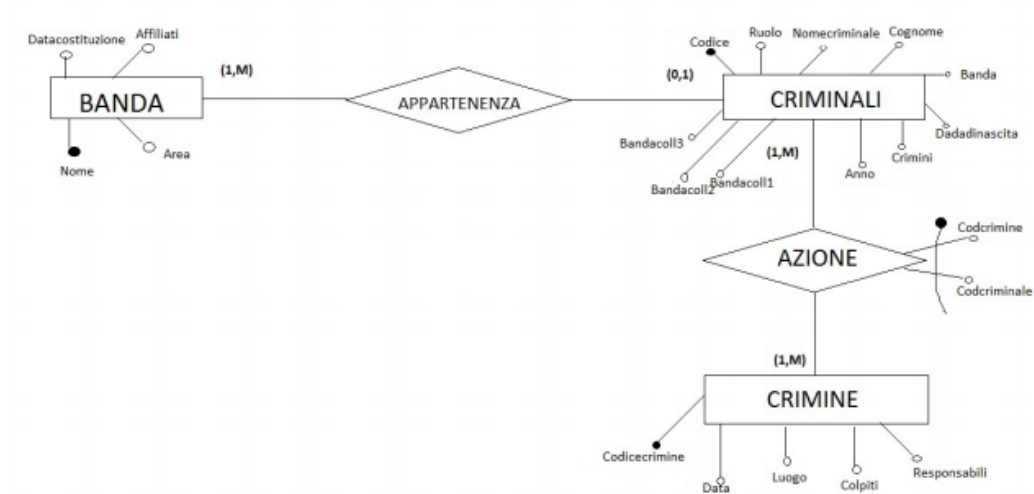 Datacostituzione
Affiliati
(1,M)
BANDA
Nome
Area
APPARTENENZA
(0,1)
Codice
Ruolo
Nomecriminale
Cognome
Banda
CRIMINALI
Dadadinascita
Bandacoll3
Bandacoll2
Bandacoll1
(1,M)
Anno
Crimini
AZIONE
Codcrimine
Codcriminale
(1,M)
CRIMINE
Codicecrimine
Data
Luogo
Colpiti
Responsabili